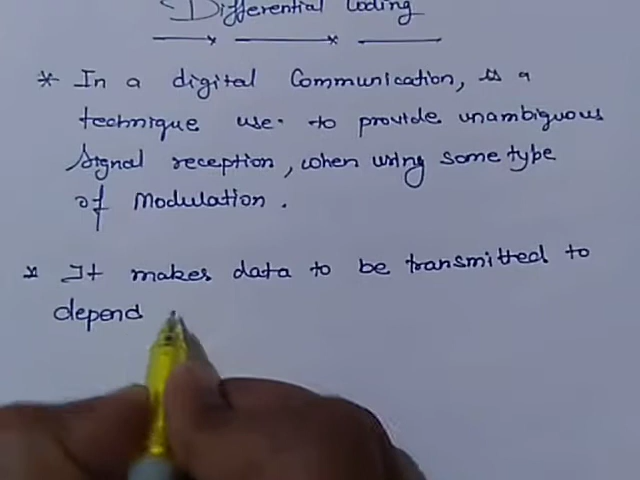 Differential Coding
* In a digital Communication, is a
technique use to provide unambiguous
Signal reception, when using some type
of Modulation.
* It makes data to be transmitted to
depend